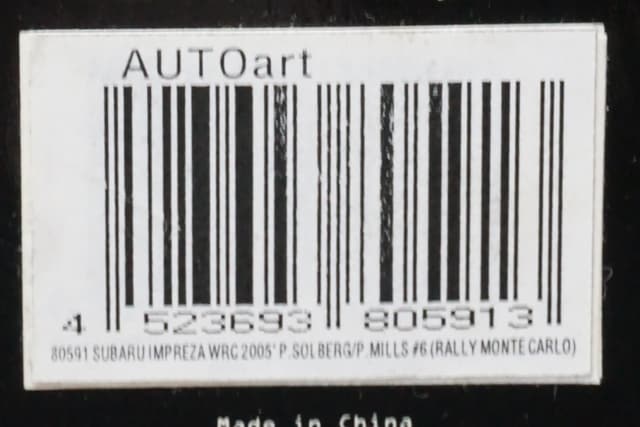 AUTOart
4 523693 805913
80591 SUBARU IMPREZA WRC 2005' P.SOLBERG/P.MILLS #6 (RALLY MONTE CARLO)
Made in China